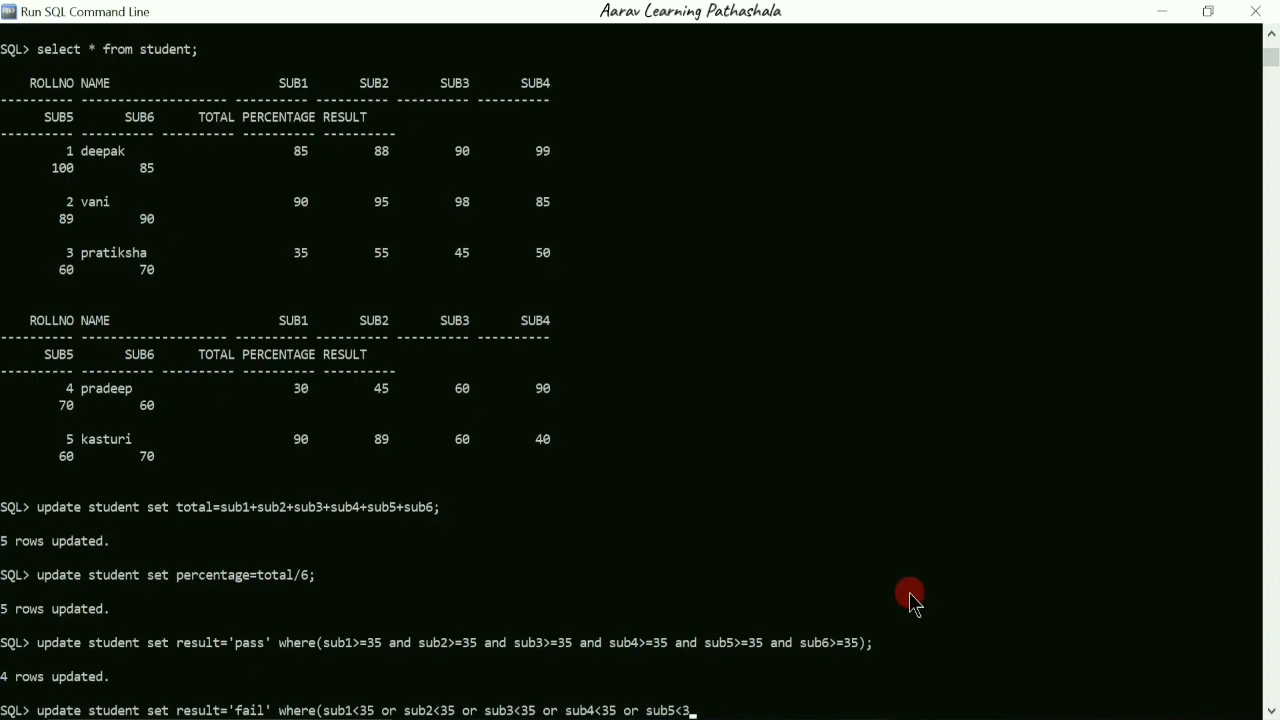 Run SQL Command Line
Aarav Learning Pathashala
SQL> select * from student;
ROLLNO NAME SUB1 SUB2 SUB3 SUB4
---------- -------------------- ---------- ---------- ---------- ----------
SUB5 SUB6 TOTAL PERCENTAGE RESULT
---------- ---------- ---------- ---------- ----------
1 deepak 85 88 90 99
100 85
2 vani 90 95 98 85
89 90
3 pratiksha 35 55 45 50
60 70
ROLLNO NAME SUB1 SUB2 SUB3 SUB4
---------- -------------------- ---------- ---------- ---------- ----------
SUB5 SUB6 TOTAL PERCENTAGE RESULT
---------- ---------- ---------- ---------- ----------
4 pradeep 30 45 60 90
70 60
5 kasturi 90 89 60 40
60 70
SQL> update student set total=sub1+sub2+sub3+sub4+sub5+sub6;
5 rows updated.
SQL> update student set percentage=total/6;
5 rows updated.
SQL> update student set result='pass' where(sub1>=35 and sub2>=35 and sub3>=35 and sub4>=35 and sub5>=35 and sub6>=35);
4 rows updated.
SQL> update student set result='fail' where(sub1<35 or sub2<35 or sub3<35 or sub4<35 or sub5<3_